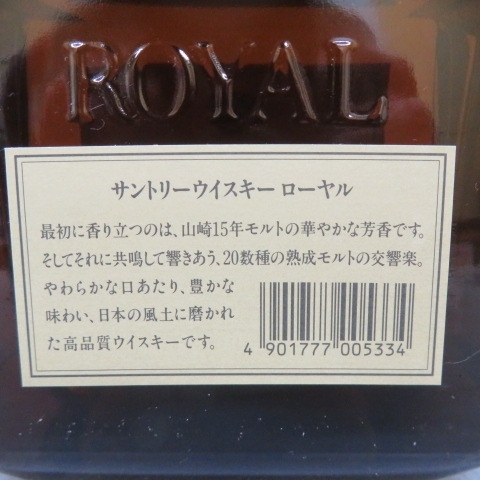 ROYAL
サントリーウイスキー ローヤル
最初に香り立つのは、山崎15年モルトの華やかな芳香です。
そしてそれに共鳴して響きあう、20数種の熟成モルトの交響楽。
やわらかな口あたり、豊かな
味わい、日本の風土に磨かれ
た高品質ウイスキーです。
4 901777 005334